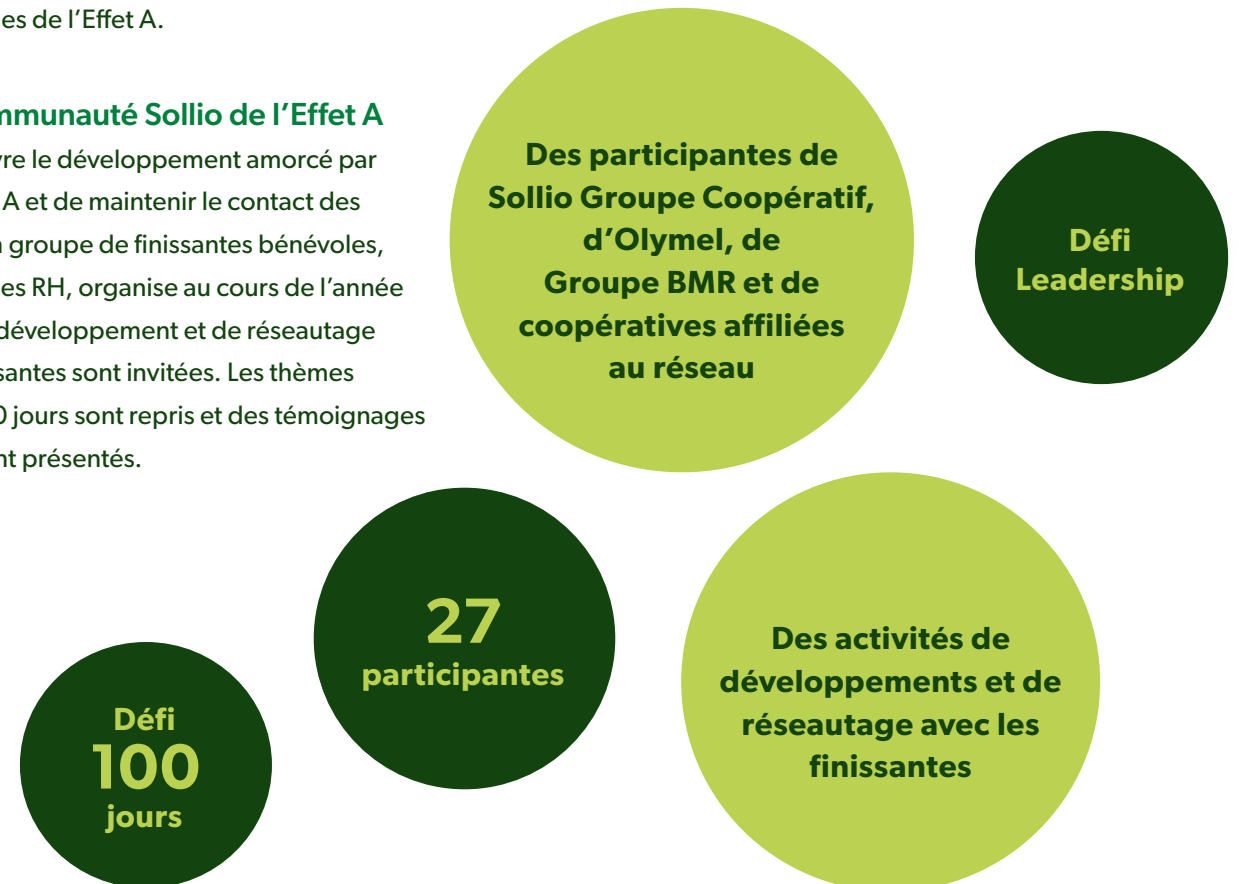 es de l’Effet A.
mmunauté Sollio de l’Effet A
vre le développement amorcé par
A et de maintenir le contact des
groupe de finissantes bénévoles,
es RH, organise au cours de l’année
développement et de réseautage
santes sont invitées. Les thèmes
0 jours sont repris et des témoignages
nt présentés.
Des participantes de
Sollio Groupe Coopératif,
d’Olymel, de
Groupe BMR et de
coopératives affiliées
au réseau
Défi
Leadership
27
participantes
Des activités de
développements et de
réseautage avec les
finissantes
Défi
100
jours